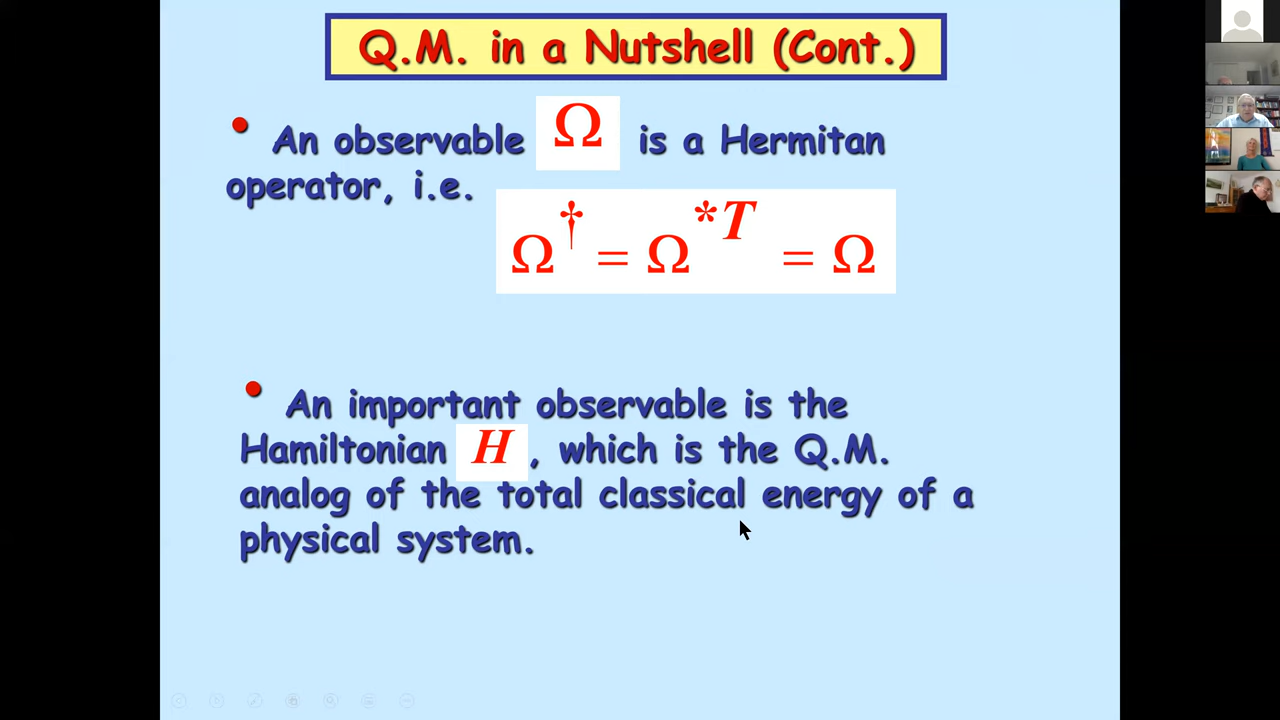 Q.M. in a Nutshell (Cont.)
• An observable Ω is a Hermitan
operator, i.e.
Ω† = Ω*T = Ω
• An important observable is the
Hamiltonian H, which is the Q.M.
analog of the total classical energy of a
physical system.